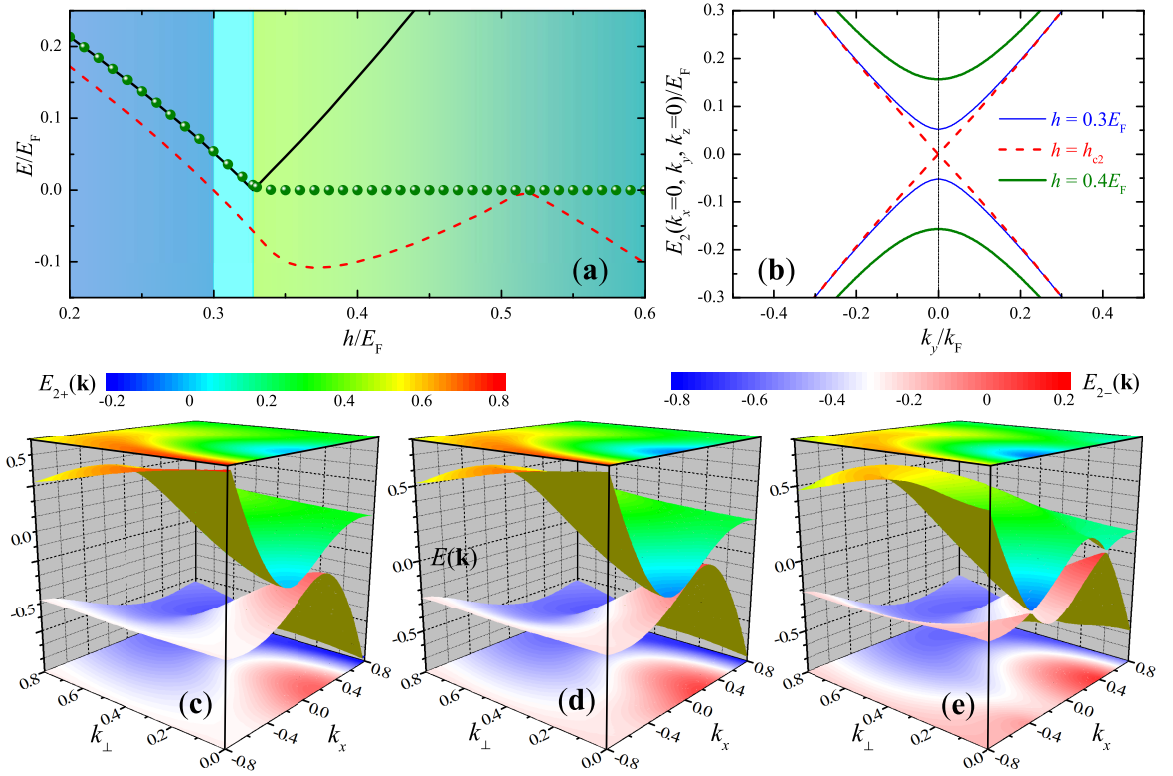 0.2
0.1
0.0
-0.1
E/E_F
0.2 0.3 0.4 0.5 0.6
h/E_F
(a)
0.3
0.2
0.1
0.0
-0.1
-0.2
-0.3
E_2(k_x=0, k_y, k_z=0)/E_F
h = 0.3E_F
h = h_c2
h = 0.4E_F
(b)
-0.4 -0.2 0.0 0.2 0.4
k_y/k_F
E_2+(k)
-0.2 0 0.2 0.4 0.6 0.8
-0.8 -0.6 -0.4 -0.2 0 0.2
E_2−(k)
0.5
0.0
-0.5
0.8 0.6 0.4 0.2 0.0
k_⊥
-0.8 -0.4 0.0 0.4 0.8
k_x
(c)
0.5
0.0
-0.5
E(k)
0.8 0.6 0.4 0.2 0.0
k_⊥
-0.8 -0.4 0.0 0.4 0.8
k_x
(d)
0.5
0.0
-0.5
0.8 0.6 0.4 0.2 0.0
k_⊥
-0.8 -0.4 0.0 0.4 0.8
k_x
(e)